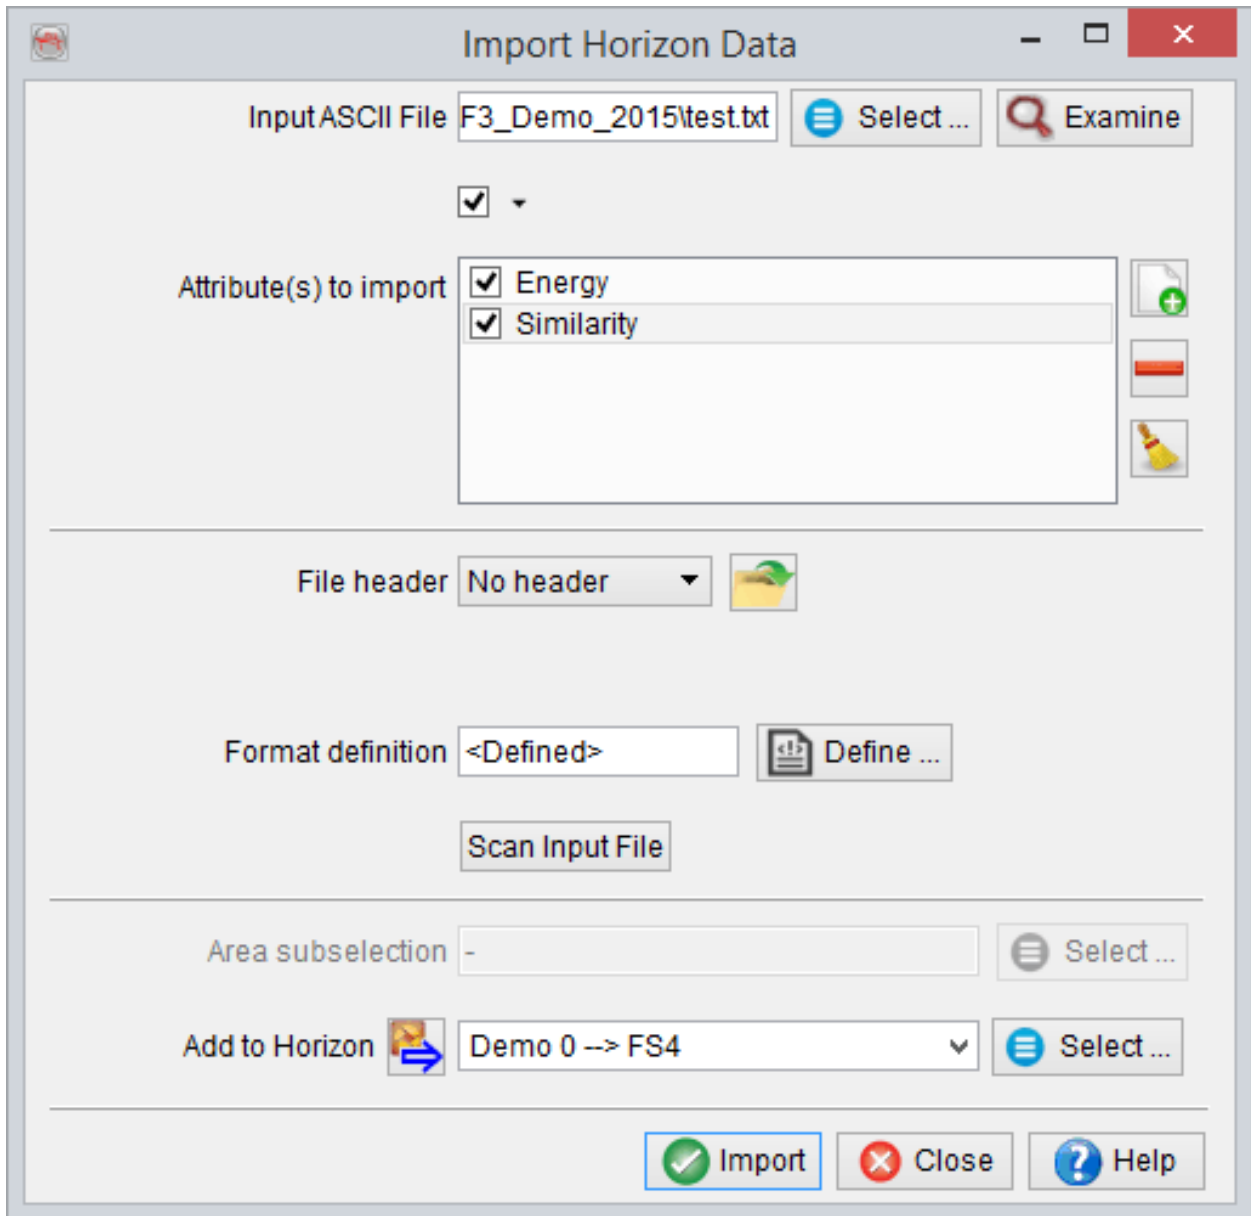 Import Horizon Data
Input ASCII File F3_Demo_2015\test.txt Select ... Examine
Attribute(s) to import Energy
Similarity
File header No header
Format definition <Defined> Define ...
Scan Input File
Area subselection - Select ...
Add to Horizon Demo 0 --> FS4 Select ...
Import Close Help